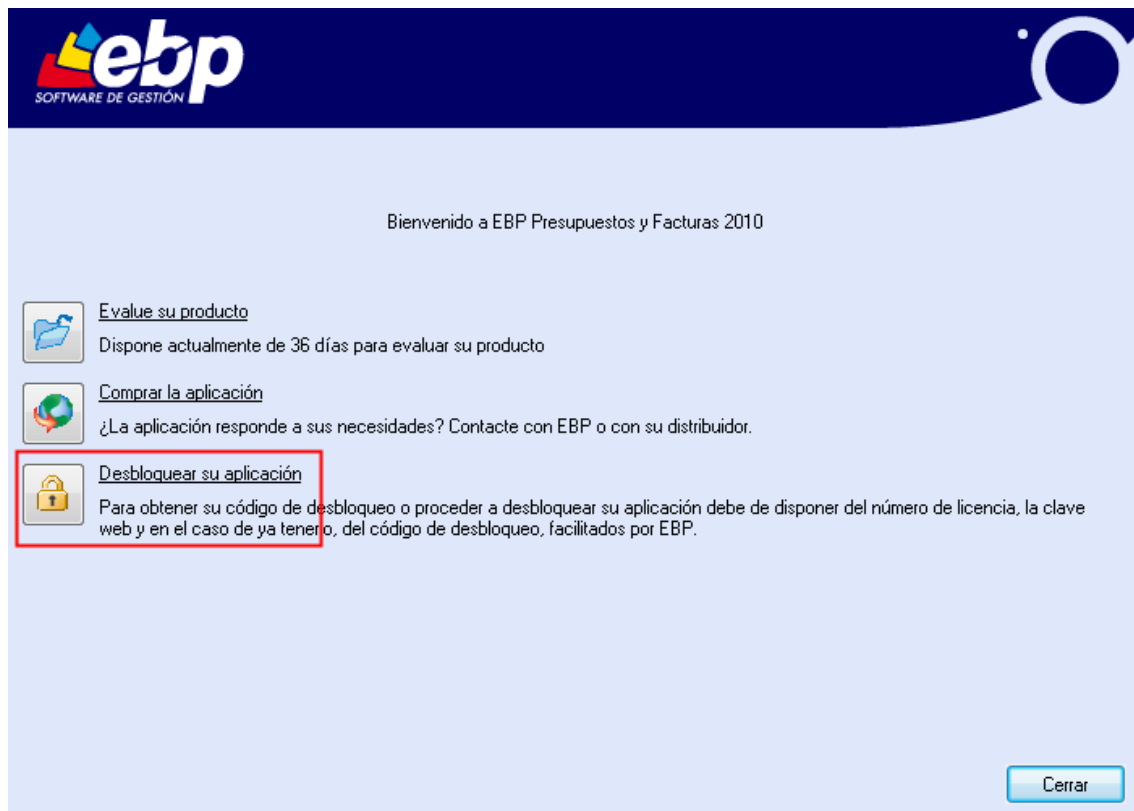 ebp
SOFTWARE DE GESTIÓN
Bienvenido a EBP Presupuestos y Facturas 2010
Evalue su producto
Dispone actualmente de 36 días para evaluar su producto
Comprar la aplicación
¿La aplicación responde a sus necesidades? Contacte con EBP o con su distribuidor.
Desbloquear su aplicación
Para obtener su código de desbloqueo o proceder a desbloquear su aplicación debe de disponer del número de licencia, la clave
web y en el caso de ya tenerlo, del código de desbloqueo, facilitados por EBP.
Cerrar